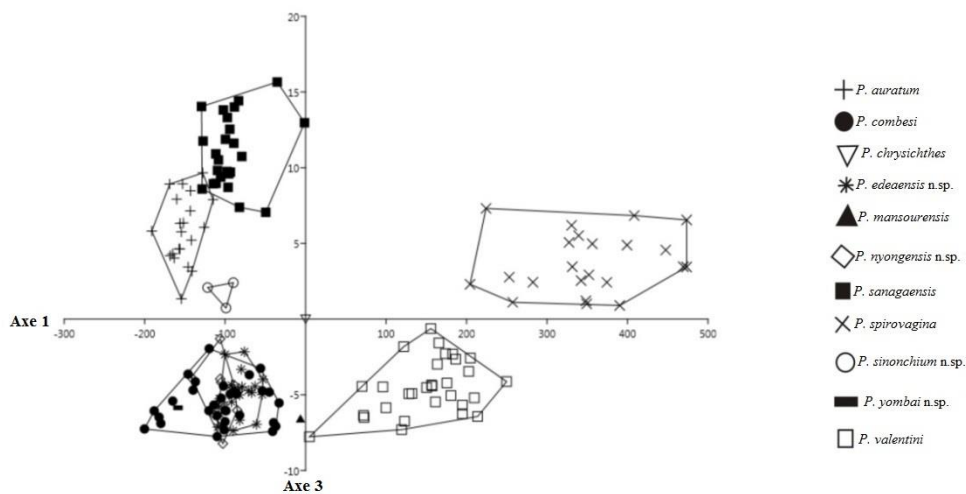 20
15
10
5
Axe 1
-300 -200 -100 100 200 300 400 500
-5
-10
Axe 3
P. auratum
P. combesi
P. chrysichthes
P. edeaensis n.sp.
P. mansourensis
P. nyongensis n.sp.
P. sanagaensis
P. spirovagina
P. sinonchium n.sp.
P. yombai n.sp.
P. valentini